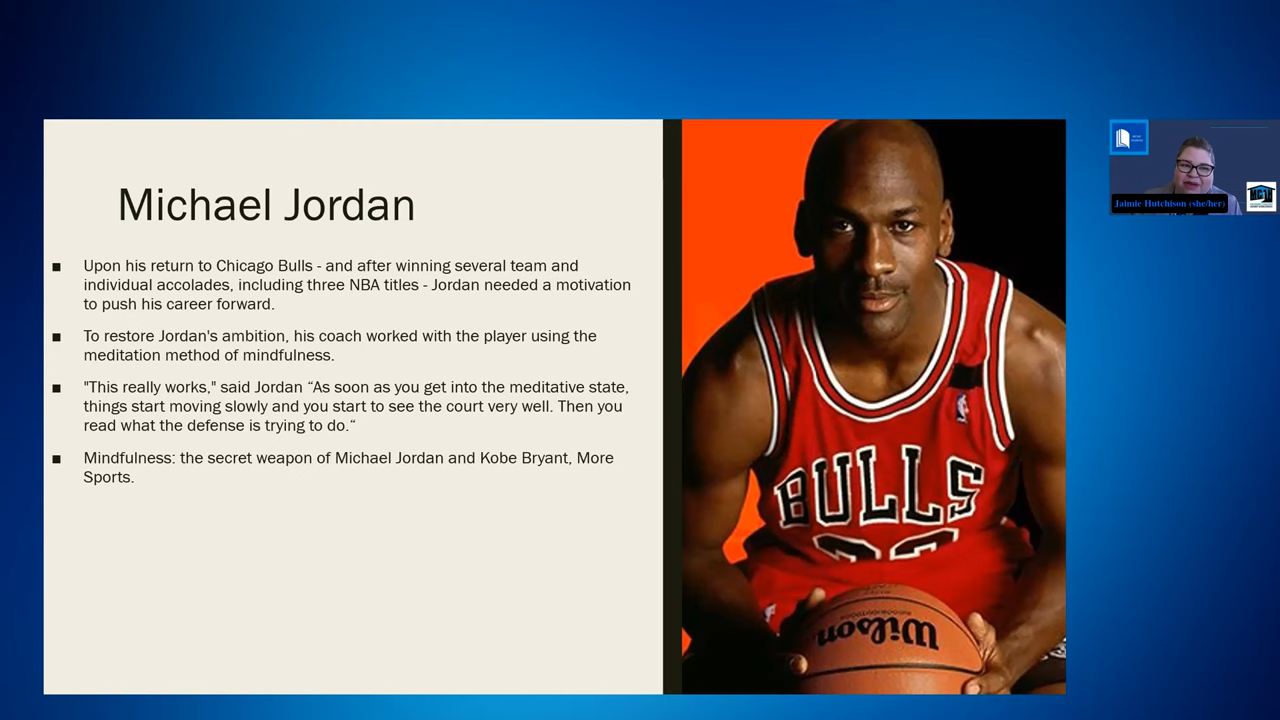 Michael Jordan
■ Upon his return to Chicago Bulls - and after winning several team and
individual accolades, including three NBA titles - Jordan needed a motivation
to push his career forward.
■ To restore Jordan's ambition, his coach worked with the player using the
meditation method of mindfulness.
■ "This really works," said Jordan “As soon as you get into the meditative state,
things start moving slowly and you start to see the court very well. Then you
read what the defense is trying to do.“
■ Mindfulness: the secret weapon of Michael Jordan and Kobe Bryant, More
Sports.
BULLS
23
Wilson
Jaimie Hutchison (she/her)